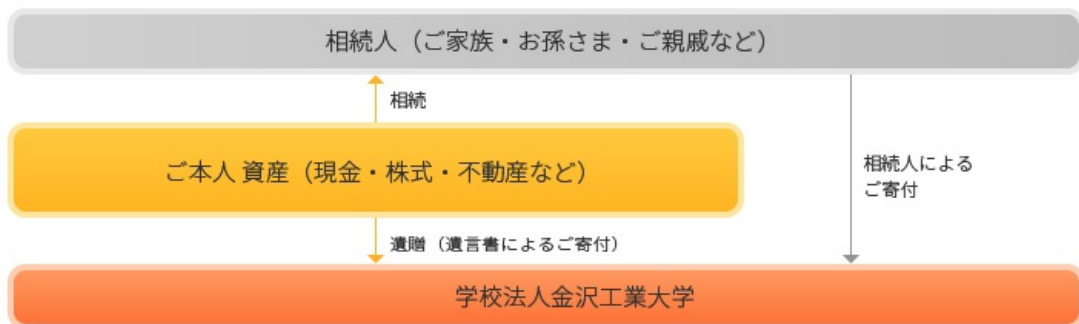 相続人（ご家族・お孫さま・ご親戚など）
相続
ご本人 資産（現金・株式・不動産など）
相続人による
ご寄付
遺贈（遺言書によるご寄付）
学校法人金沢工業大学